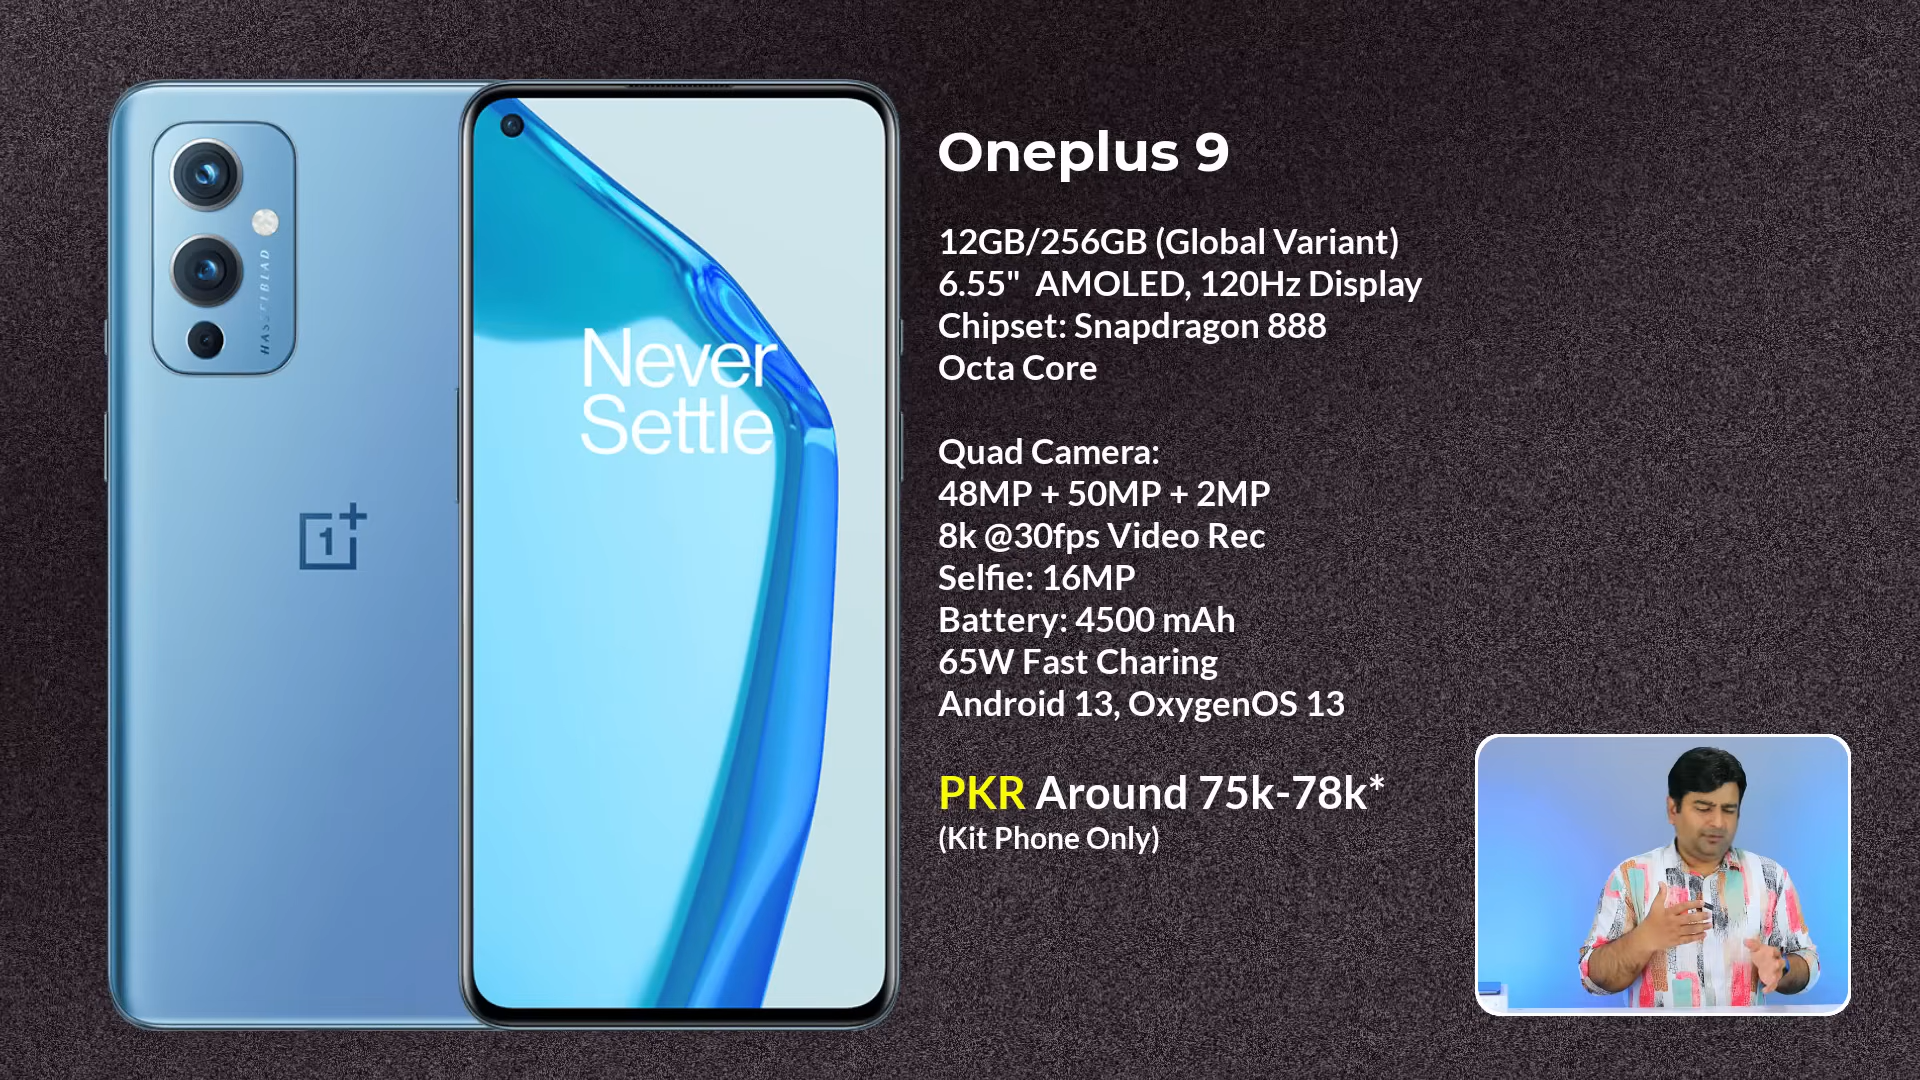 HASSELBLAD
1
Never
Settle
Oneplus 9
12GB/256GB (Global Variant)
6.55" AMOLED, 120Hz Display
Chipset: Snapdragon 888
Octa Core
Quad Camera:
48MP + 50MP + 2MP
8k @30fps Video Rec
Selfie: 16MP
Battery: 4500 mAh
65W Fast Charing
Android 13, OxygenOS 13
PKR Around 75k-78k*
(Kit Phone Only)